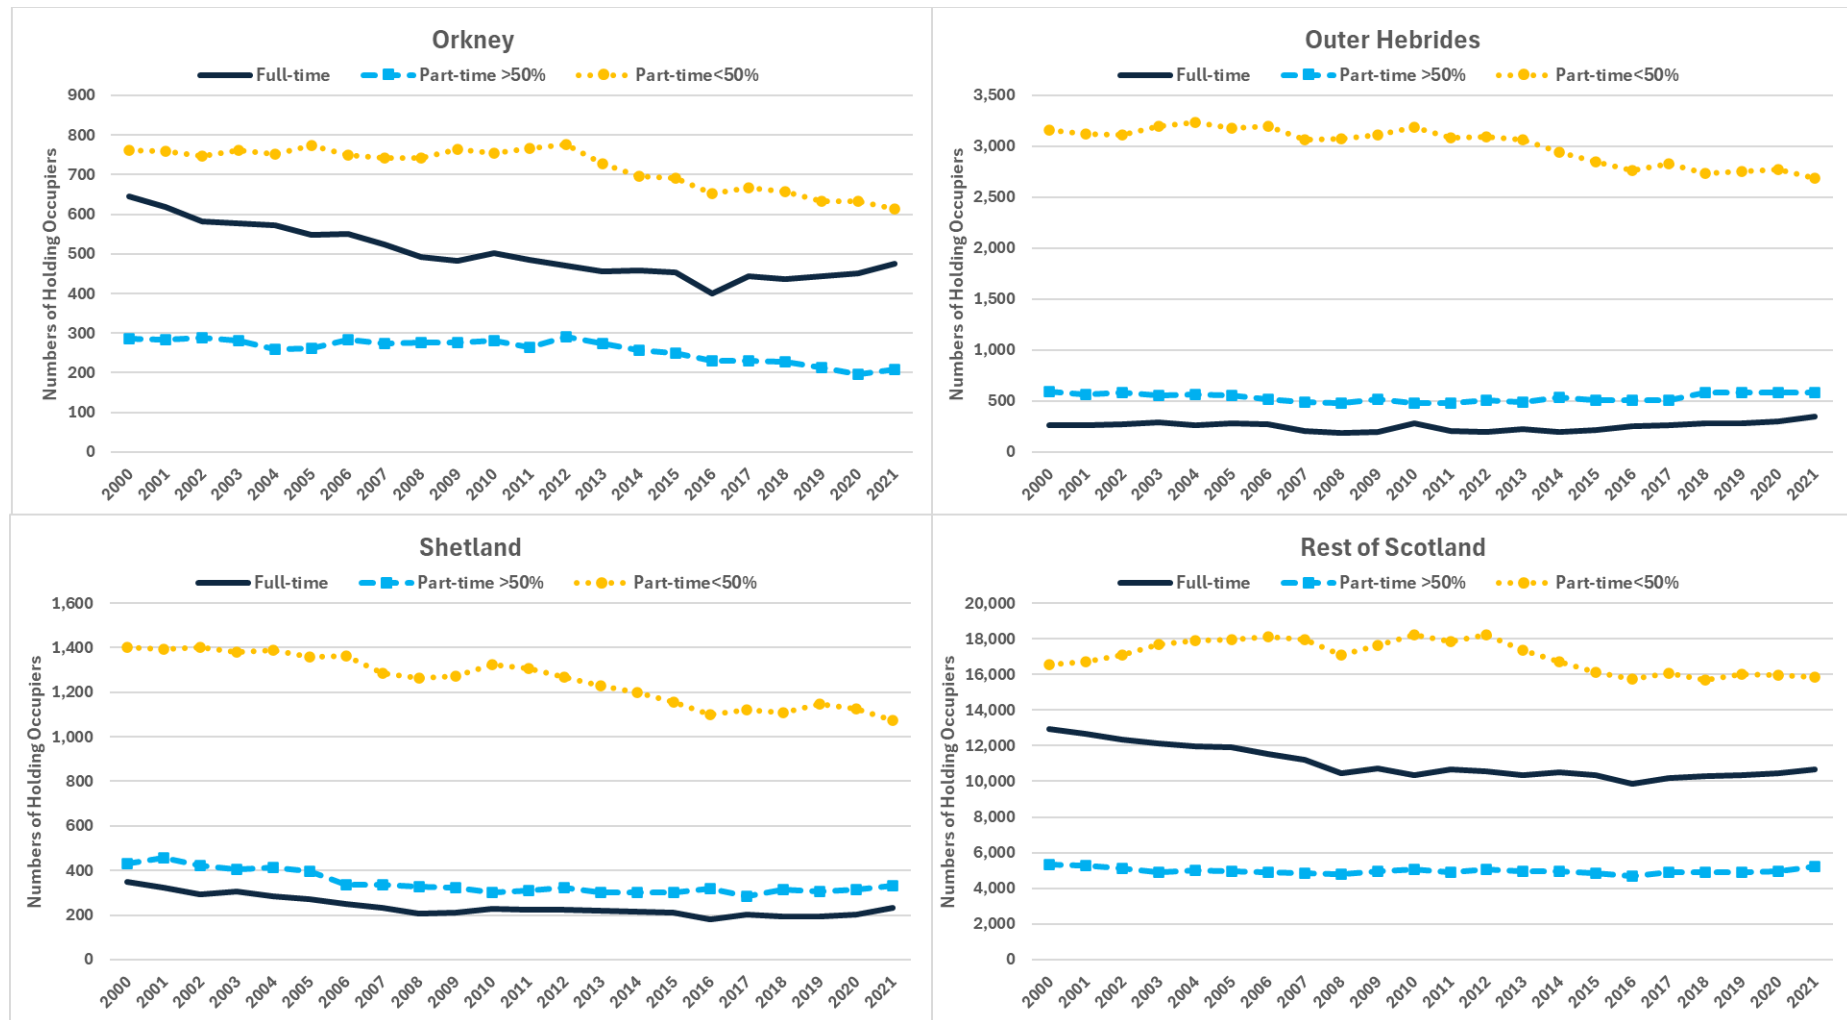 Orkney
Full-time Part-time >50% Part-time<50%
Numbers of Holding Occupiers
900
800
700
600
500
400
300
200
100
0
2000 2001 2002 2003 2004 2005 2006 2007 2008 2009 2010 2011 2012 2013 2014 2015 2016 2017 2018 2019 2020 2021
Outer Hebrides
Full-time Part-time >50% Part-time<50%
Numbers of Holding Occupiers
3,500
3,000
2,500
2,000
1,500
1,000
500
0
2000 2001 2002 2003 2004 2005 2006 2007 2008 2009 2010 2011 2012 2013 2014 2015 2016 2017 2018 2019 2020 2021
Shetland
Full-time Part-time >50% Part-time<50%
Numbers of Holding Occupiers
1,600
1,400
1,200
1,000
800
600
400
200
0
2000 2001 2002 2003 2004 2005 2006 2007 2008 2009 2010 2011 2012 2013 2014 2015 2016 2017 2018 2019 2020 2021
Rest of Scotland
Full-time Part-time >50% Part-time<50%
Numbers of Holding Occupiers
20,000
18,000
16,000
14,000
12,000
10,000
8,000
6,000
4,000
2,000
0
2000 2001 2002 2003 2004 2005 2006 2007 2008 2009 2010 2011 2012 2013 2014 2015 2016 2017 2018 2019 2020 2021